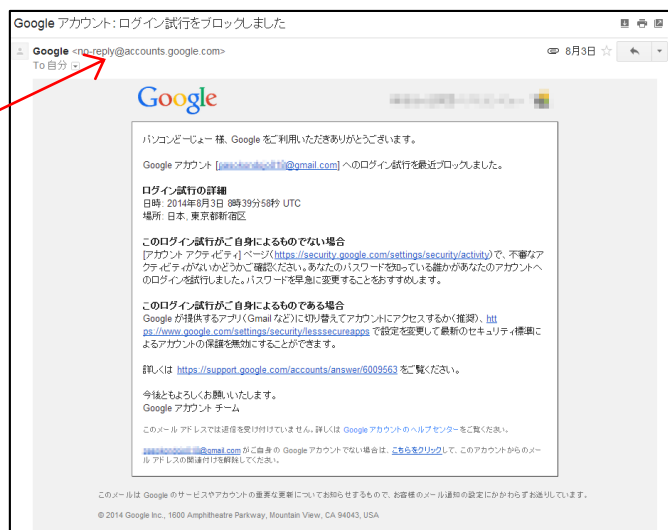 Google アカウント: ログイン試行をブロックしました
Google <no-reply@accounts.google.com>
8月3日
To 自分
Google
パソコンどーじょー 様、Google をご利用いただきありがとうございます。
Google アカウント [@gmail.com] へのログイン試行を最近ブロックしました。
ログイン試行の詳細
日時: 2014年8月3日 8時39分58秒 UTC
場所: 日本, 東京都新宿区
このログイン試行がご自身によるものでない場合
[アカウント アクティビティ] ページ(https://security.google.com/settings/security/activity)で、不審なア
クティビティがないかどうかご確認ください。あなたのパスワードを知っている誰かがあなたのアカウントへ
のログインを試行しました。パスワードを早急に変更することをおすすめします。
このログイン試行がご自身によるものである場合
Google が提供するアプリ(Gmail など)に切り替えてアカウントにアクセスするか(推奨)、htt
ps://www.google.com/settings/security/lesssecureapps で設定を変更して最新のセキュリティ標準に
よるアカウントの保護を無効にすることができます。
詳しくは https://support.google.com/accounts/answer/6009563 をご覧ください。
今後ともよろしくお願いいたします。
Google アカウント チーム
このメール アドレスでは返信を受け付けていません。詳しくは Google アカウントのヘルプ センターをご覧ください。
@gmail.com がご自身の Google アカウントでない場合は、こちらをクリックして、このアカウントからのメー
ル アドレスの関連付けを解除してください。
このメールは Google のサービスやアカウントの重要な更新についてお知らせするもので、お客様のメール通知の設定にかかわらずお送りしています。
© 2014 Google Inc., 1600 Amphitheatre Parkway, Mountain View, CA 94043, USA